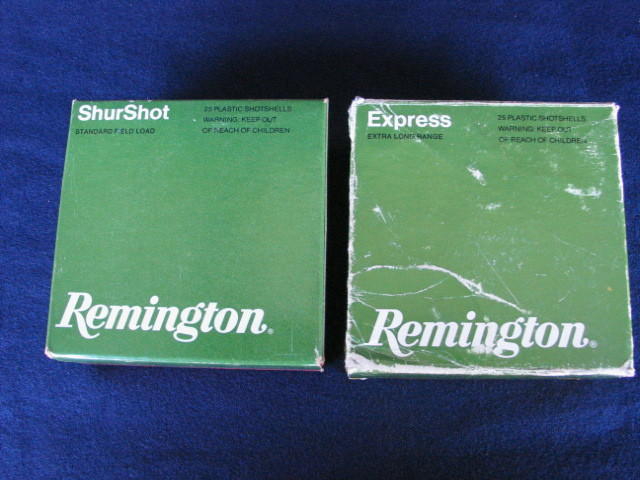 ShurShot
STANDARD FIELD LOAD
25 PLASTIC SHOTSHELLS
WARNING: KEEP OUT
OF REACH OF CHILDREN
Remington®
Express
EXTRA LONG RANGE
25 PLASTIC SHOTSHELLS
WARNING: KEEP OUT
OF REACH OF CHILDREN
Remington®